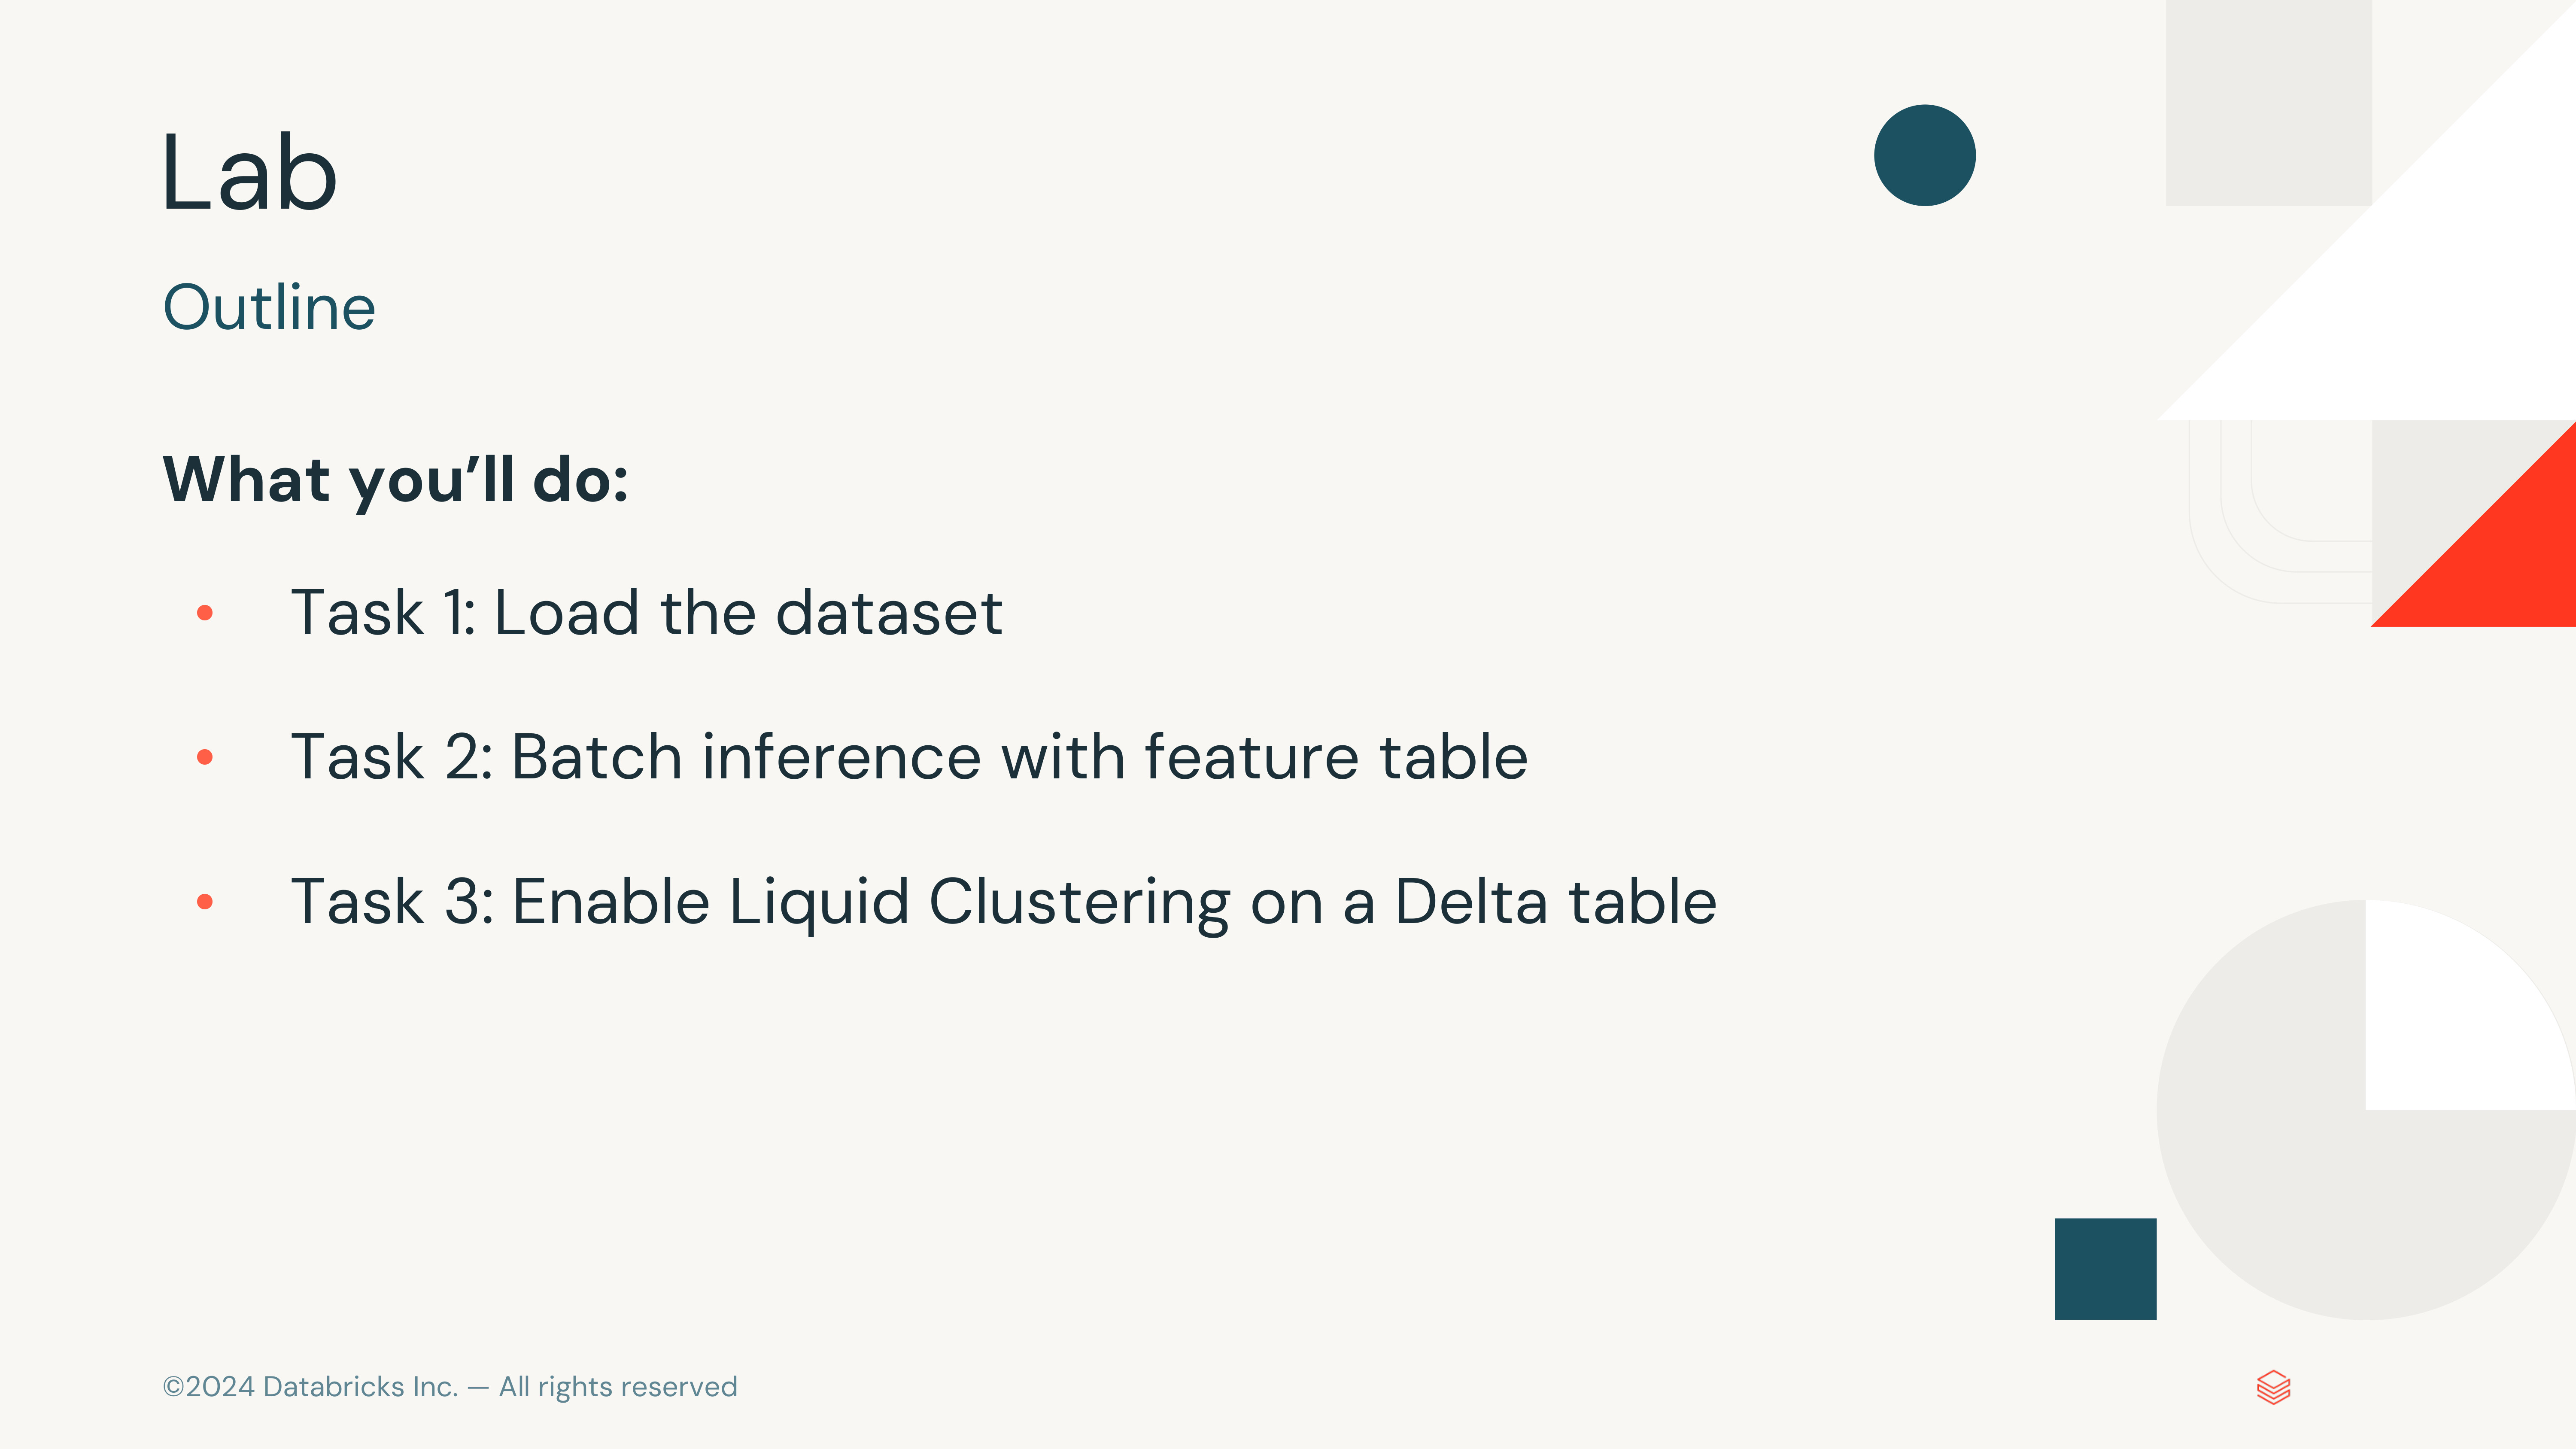 Lab
Outline
What you’ll do:
• Task 1: Load the dataset
• Task 2: Batch inference with feature table
• Task 3: Enable Liquid Clustering on a Delta table
©2024 Databricks Inc. — All rights reserved